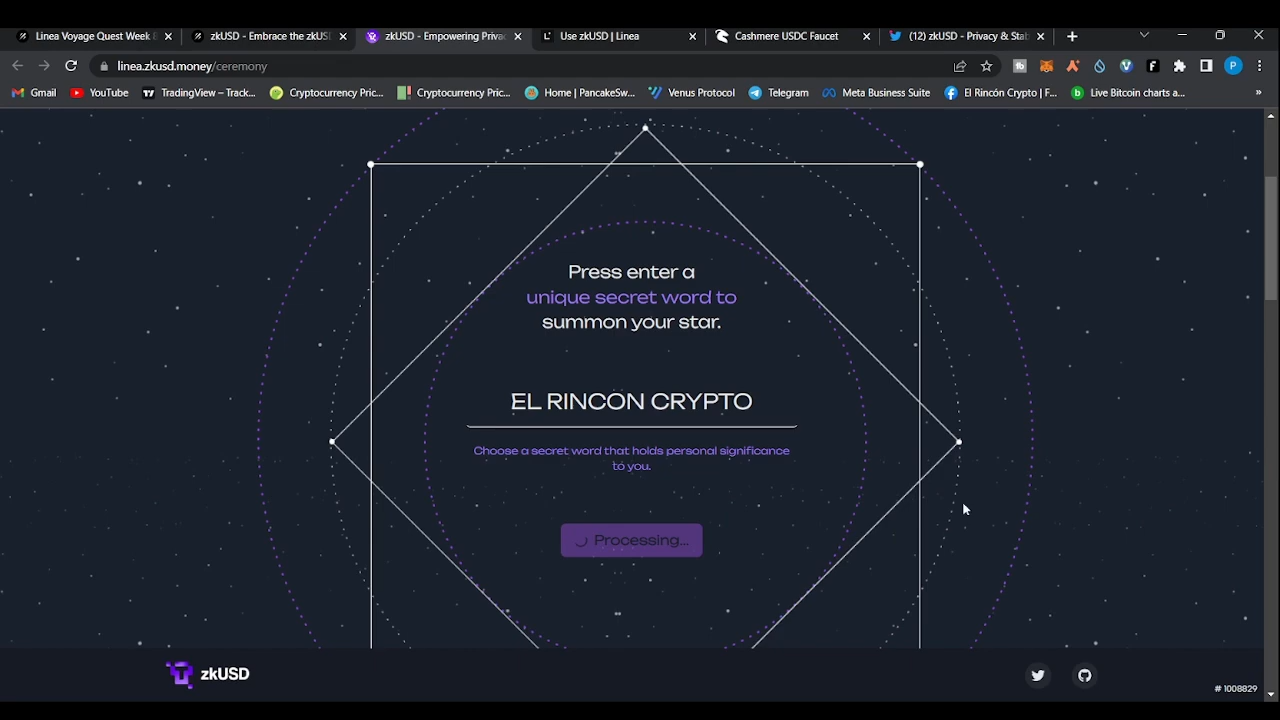 Linea Voyage Quest Week 8
zkUSD - Embrace the zkUS
zkUSD - Empowering Priva
Use zkUSD | Linea
Cashmere USDC Faucet
(12) zkUSD - Privacy & Stab
linea.zkusd.money/ceremony
Gmail
YouTube
TradingView – Track...
Cryptocurrency Pric...
Cryptocurrency Pric...
Home | PancakeSw...
Venus Protocol
Telegram
Meta Business Suite
El Rincón Crypto | F...
Live Bitcoin charts a...
Press enter a
unique secret word to
summon your star.
EL RINCON CRYPTO
Choose a secret word that holds personal significance
to you.
Processing...
zkUSD
# 1008829